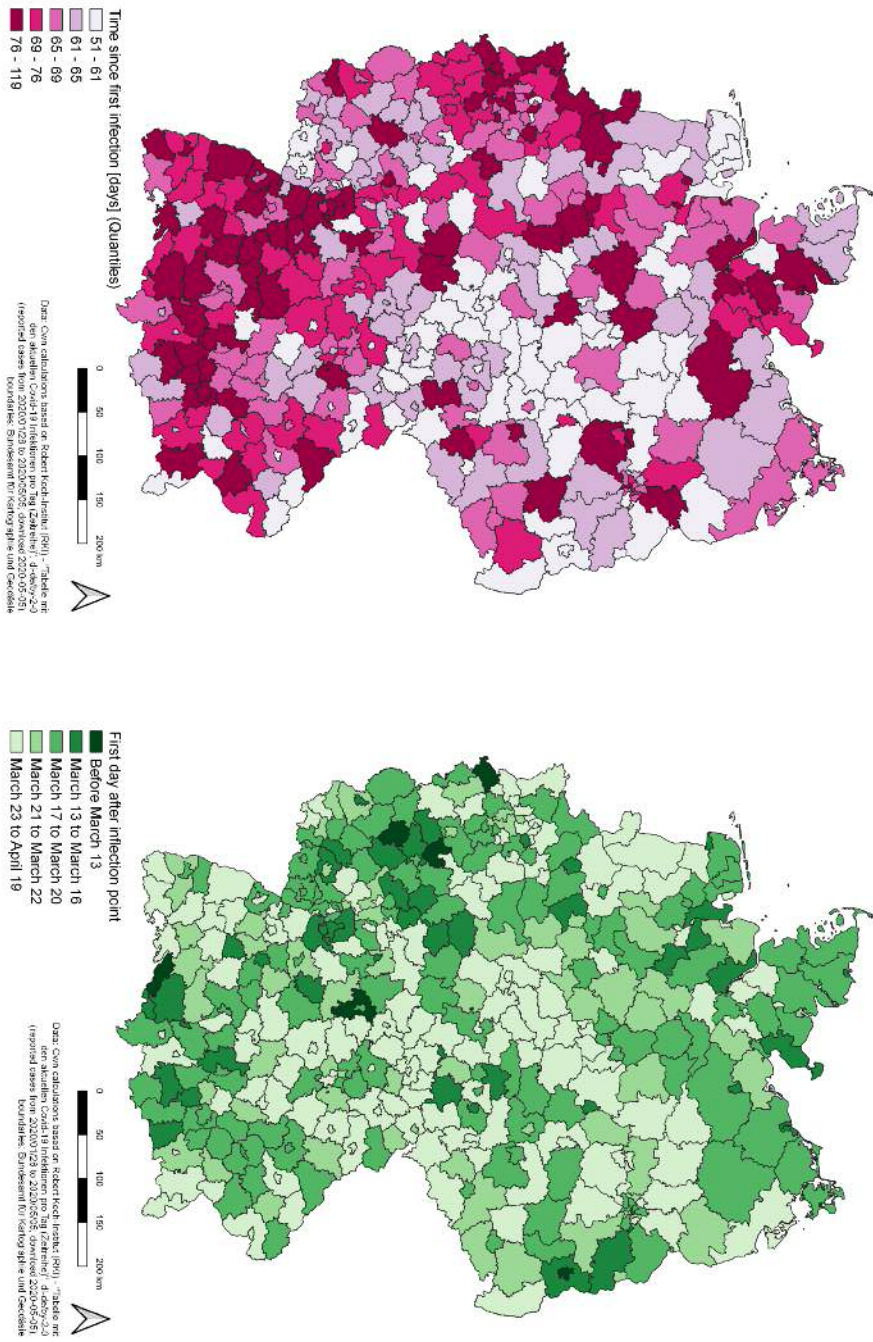 Time since first infection [days] (Quantiles)
51 - 61
61 - 65
65 - 69
69 - 76
76 - 119
0 50 100 150 200 km
Data: Own calculations based on Robert Koch-Institut (RKI) - "Tabelle mit
den aktuellen Covid-19 Infektionen pro Tag (Zeitreihe)", dl-de/by-2-0
(reported cases from 2020/01/28 to 2020/05/05, download 2020-05-05);
boundaries: Bundesamt für Kartographie und Geodäsie
First day after inflection point
Before March 13
March 13 to March 16
March 17 to March 20
March 21 to March 22
March 23 to April 19
0 50 100 150 200 km
Data: Own calculations based on Robert Koch-Institut (RKI) - "Tabelle mit
den aktuellen Covid-19 Infektionen pro Tag (Zeitreihe)", dl-de/by-2-0
(reported cases from 2020/01/28 to 2020/05/05, download 2020-05-05);
boundaries: Bundesamt für Kartographie und Geodäsie